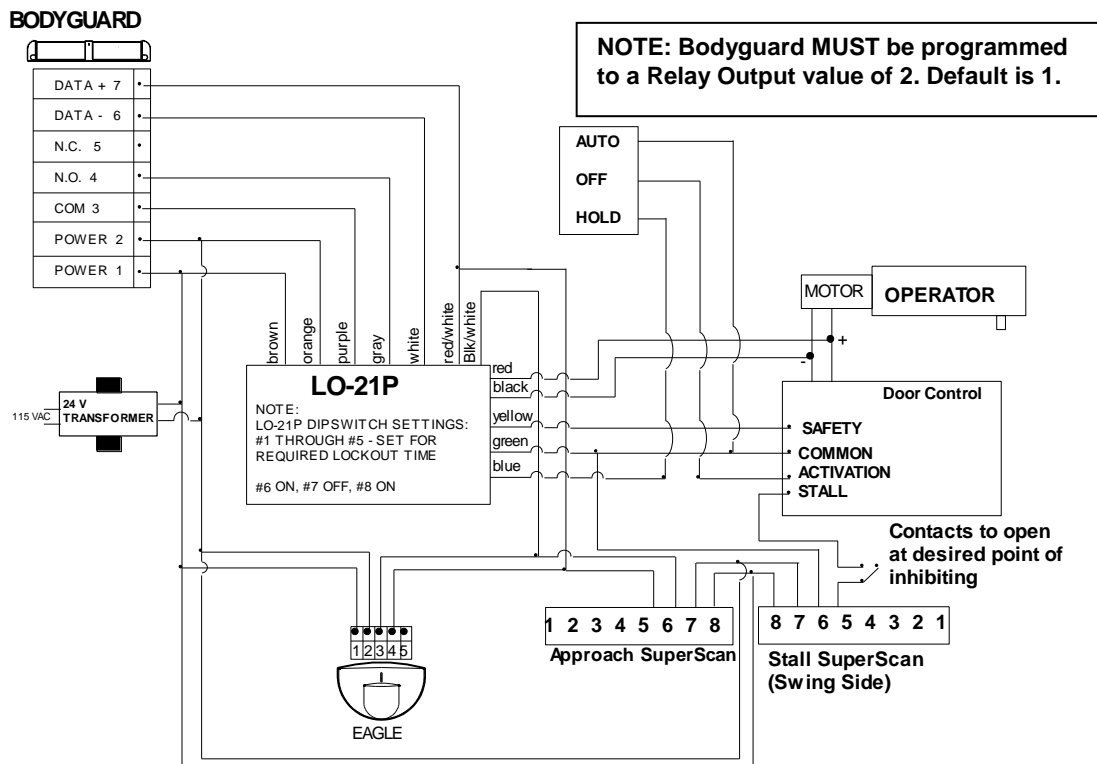 BODYGUARD
NOTE: Bodyguard MUST be programmed
to a Relay Output value of 2. Default is 1.
DATA + 7
DATA - 6
N.C. 5
N.O. 4
COM 3
POWER 2
POWER 1
AUTO
OFF
HOLD
MOTOR
OPERATOR
+
-
brown
orange
purple
gray
white
red/white
Blk/white
LO-21P
NOTE:
LO-21P DIPSWITCH SETTINGS:
#1 THROUGH #5 - SET FOR
REQUIRED LOCKOUT TIME
#6 ON, #7 OFF, #8 ON
red
black
yellow
green
blue
115 VAC
24 V
TRANSFORMER
Door Control
SAFETY
COMMON
ACTIVATION
STALL
Contacts to open
at desired point of
inhibiting
1 2 3 4 5 6 7 8
Approach SuperScan
8 7 6 5 4 3 2 1
Stall SuperScan
(Swing Side)
1 2 3 4 5
EAGLE